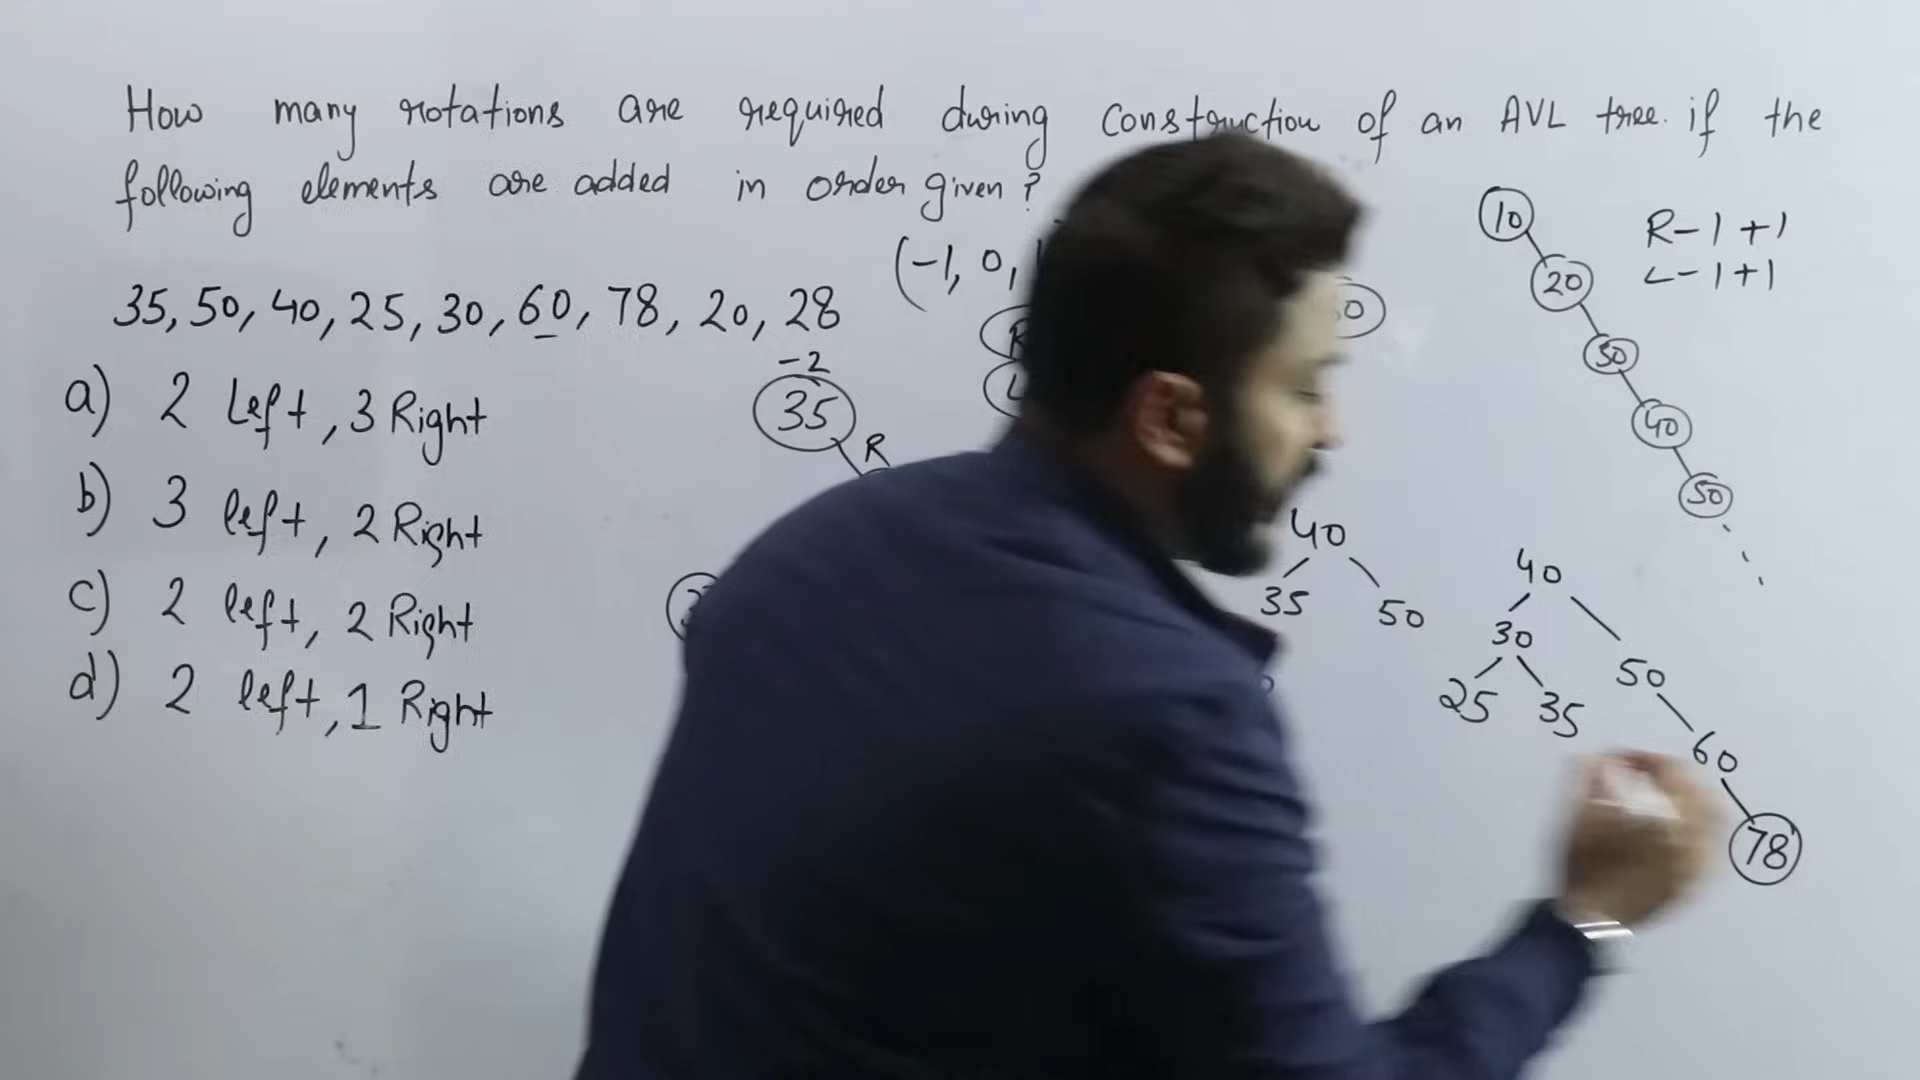 How many rotations are required during construction of an AVL tree. if the
following elements are added in order given?
(-1, 0,
35, 50, 40, 25, 30, 60, 78, 20, 28
a) 2 Left, 3 Right
b) 3 left, 2 Right
c) 2 left, 2 Right
d) 2 left, 1 Right
-2
35
R
40
35
50
10
20
30
40
50
R-1+1
L-1+1
40
30
50
25
35
60
78